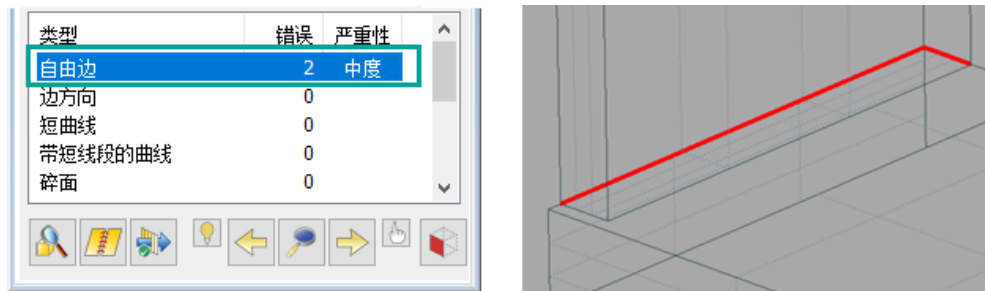 类型 错误 严重性
自由边 2 中度
边方向 0
短曲线 0
带短线段的曲线 0
碎面 0